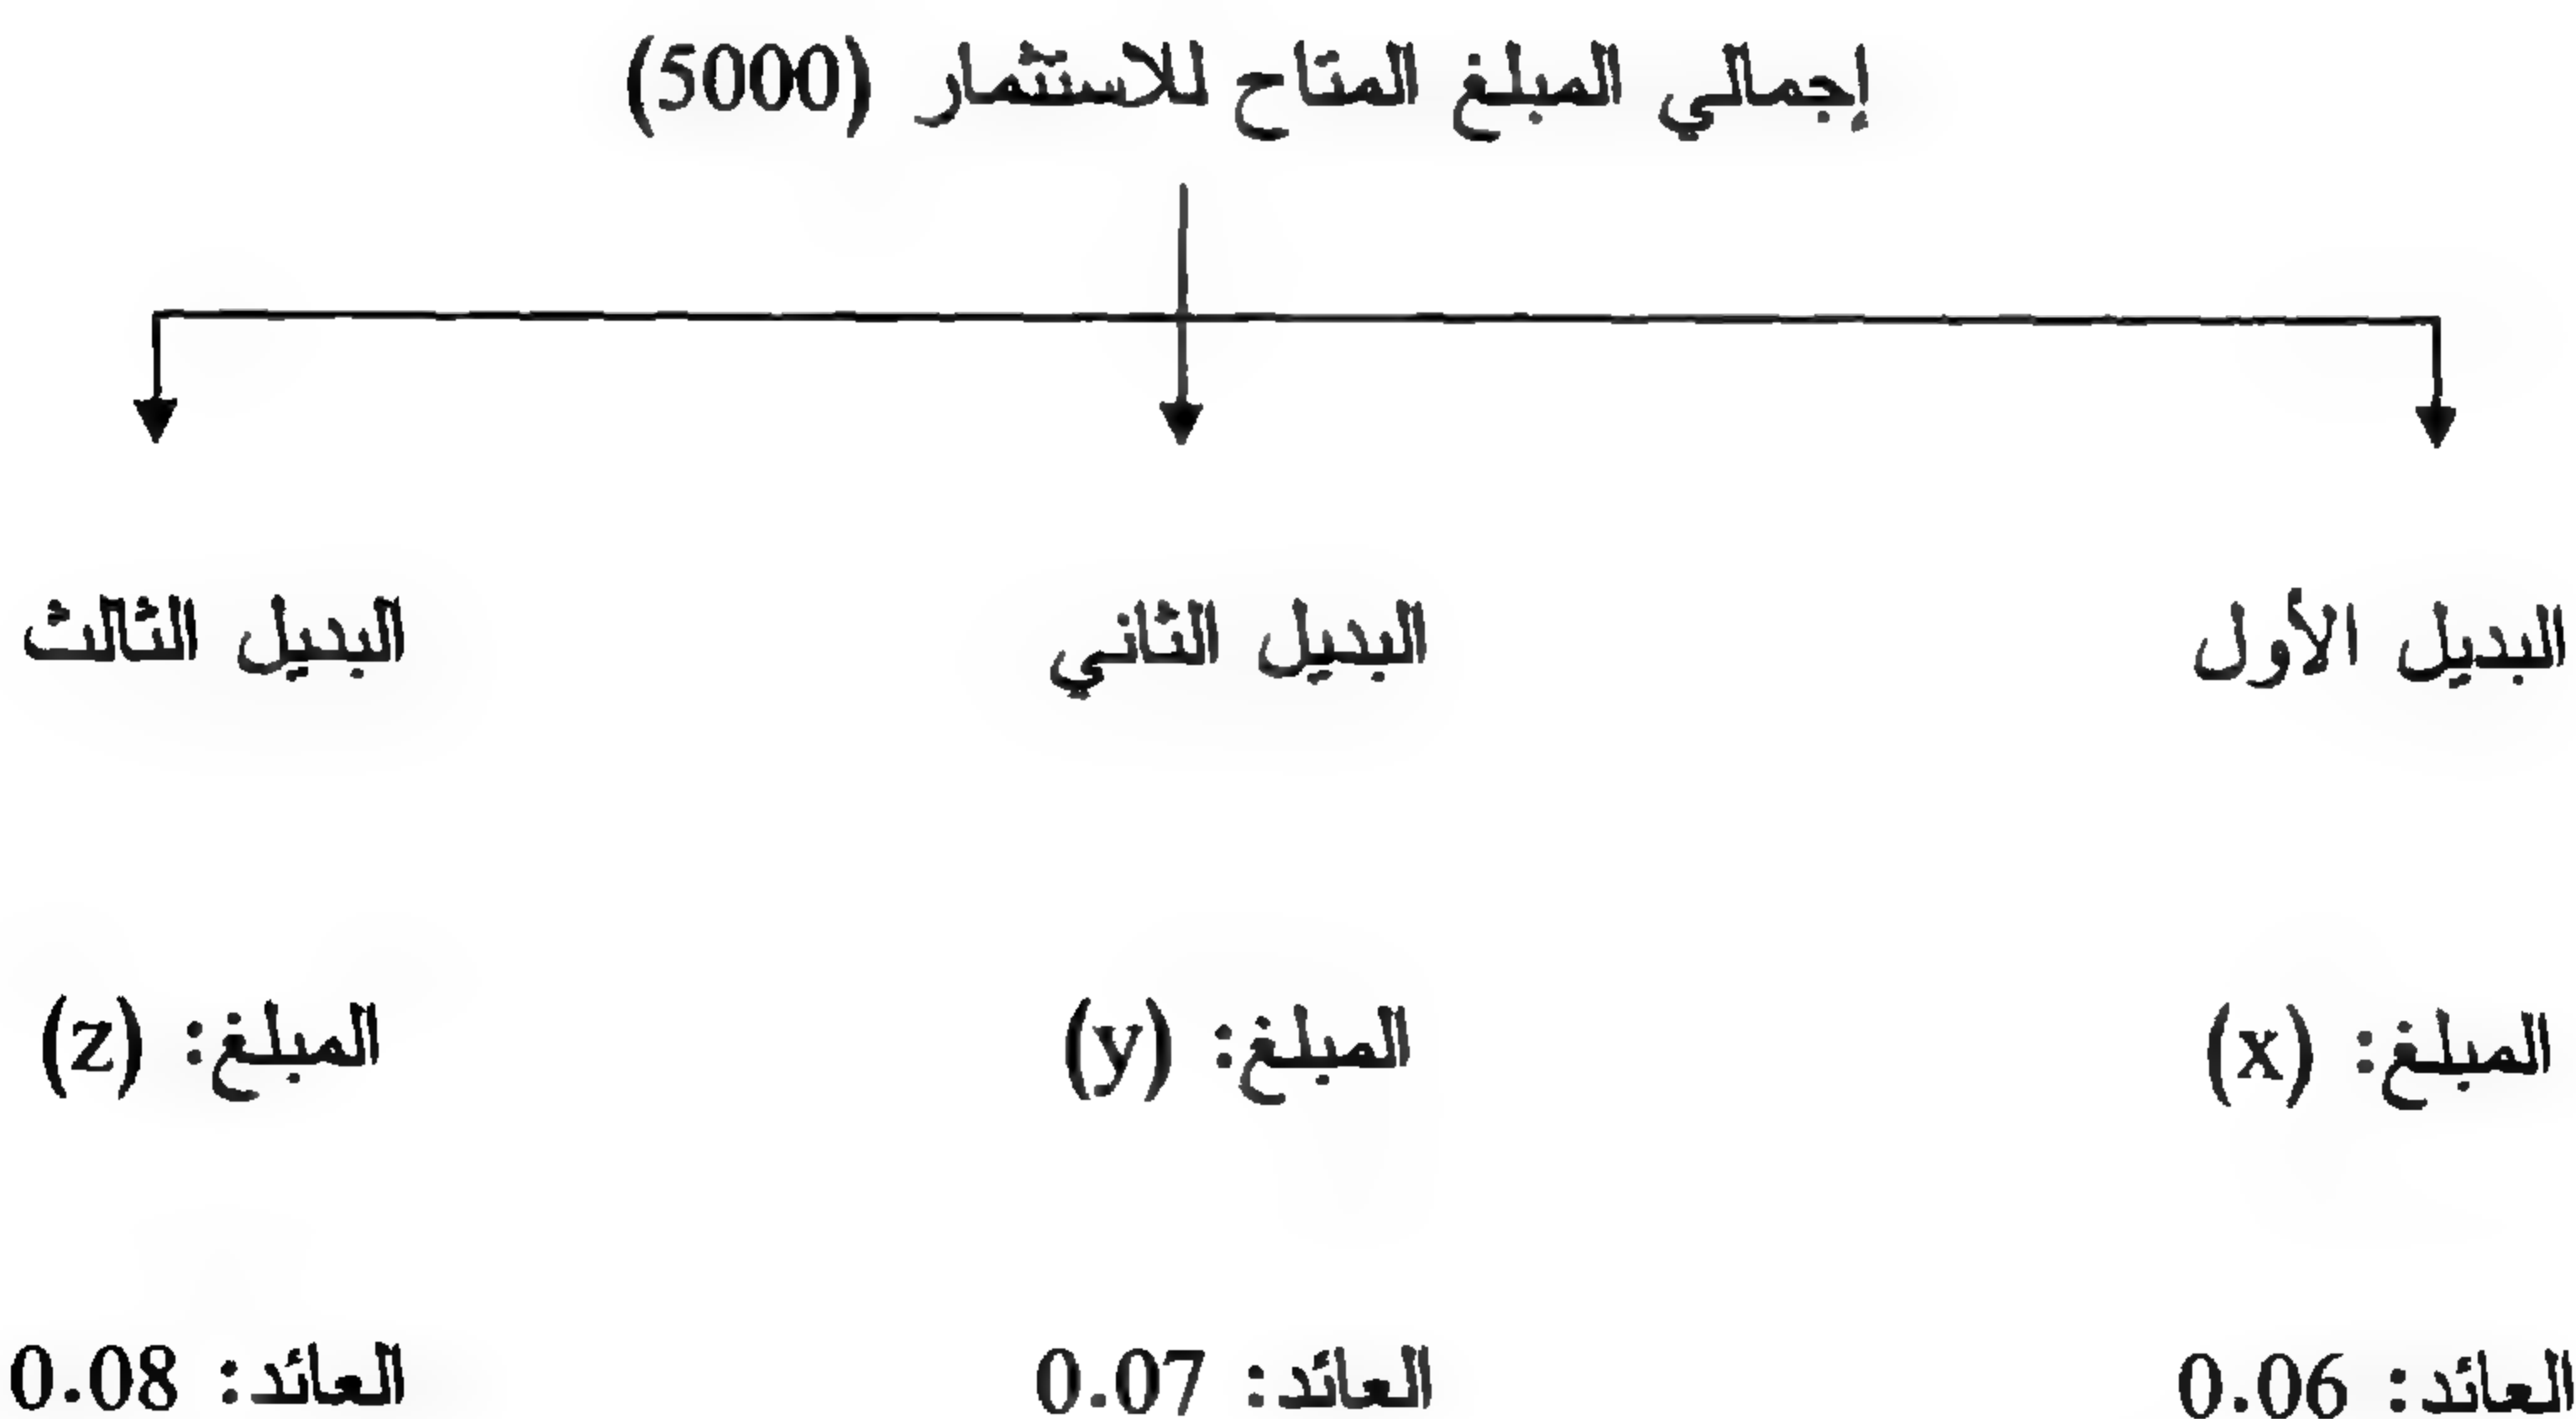 إجمالي المبلغ المتاح للاستثمار (5000)
البديل الأول البديل الثاني البديل الثالث
المبلغ: (x) المبلغ: (y) المبلغ: (z)
العائد: 0.06 العائد: 0.07 العائد: 0.08